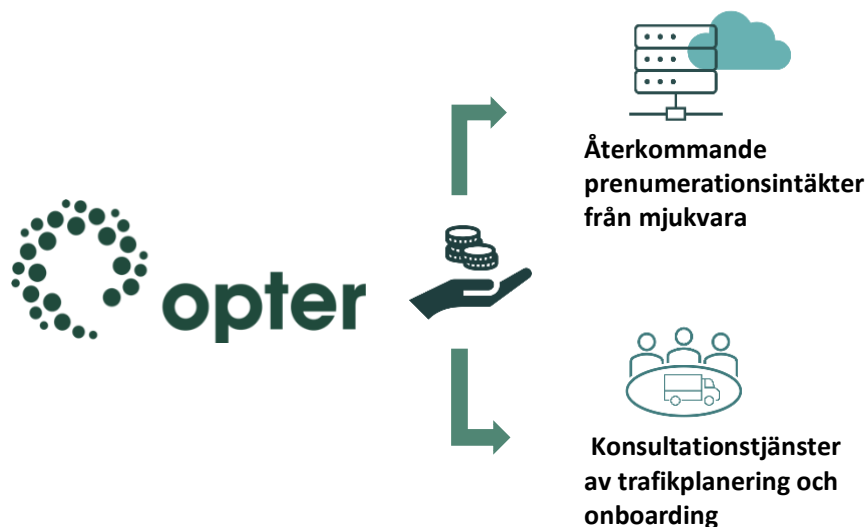 opter
Återkommande
prenumerationsintäkter
från mjukvara
Konsultationstjänster
av trafikplanering och
onboarding